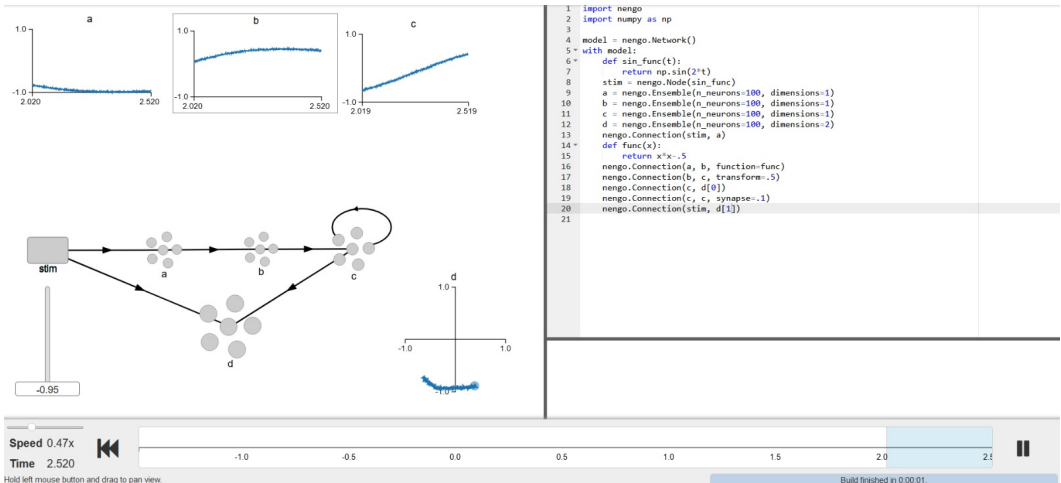 a
1.0
-1.0
2.020
2.520
b
1.0
-1.0
2.020
2.520
c
1.0
-1.0
2.019
2.519
stim
a
b
c
d
-0.95
d
1.0
-1.0
1.0
-1.0
1 import nengo
2 import numpy as np
3
4 model = nengo.Network()
5 with model:
6 def sin_func(t):
7 return np.sin(2*t)
8 stim = nengo.Node(sin_func)
9 a = nengo.Ensemble(n_neurons=100, dimensions=1)
10 b = nengo.Ensemble(n_neurons=100, dimensions=1)
11 c = nengo.Ensemble(n_neurons=100, dimensions=1)
12 d = nengo.Ensemble(n_neurons=100, dimensions=2)
13 nengo.Connection(stim, a)
14 def func(x):
15 return x*x-.5
16 nengo.Connection(a, b, function=func)
17 nengo.Connection(b, c, transform=.5)
18 nengo.Connection(c, d[0])
19 nengo.Connection(c, c, synapse=.1)
20 nengo.Connection(stim, d[1])
21
Speed 0.47x
Time 2.520
-1.0 -0.5 0.0 0.5 1.0 1.5 2.0 2.5
Hold left mouse button and drag to pan view.
Build finished in 0:00:01.